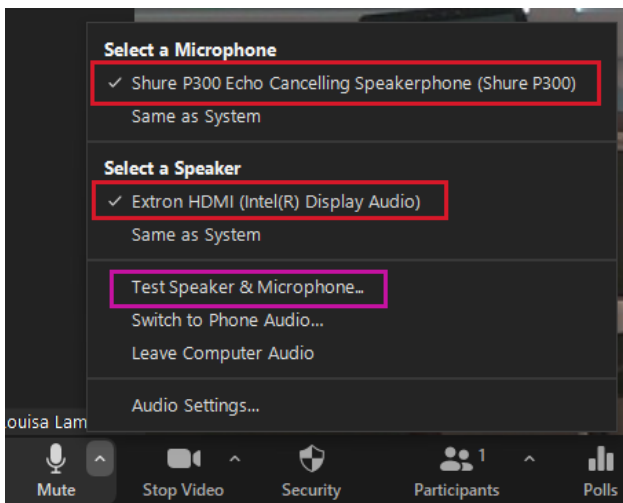 Select a Microphone
✓ Shure P300 Echo Cancelling Speakerphone (Shure P300)
Same as System
Select a Speaker
✓ Extron HDMI (Intel(R) Display Audio)
Same as System
Test Speaker & Microphone...
Switch to Phone Audio...
Leave Computer Audio
Audio Settings...
ouisa Lam
1
Mute Stop Video Security Participants Polls